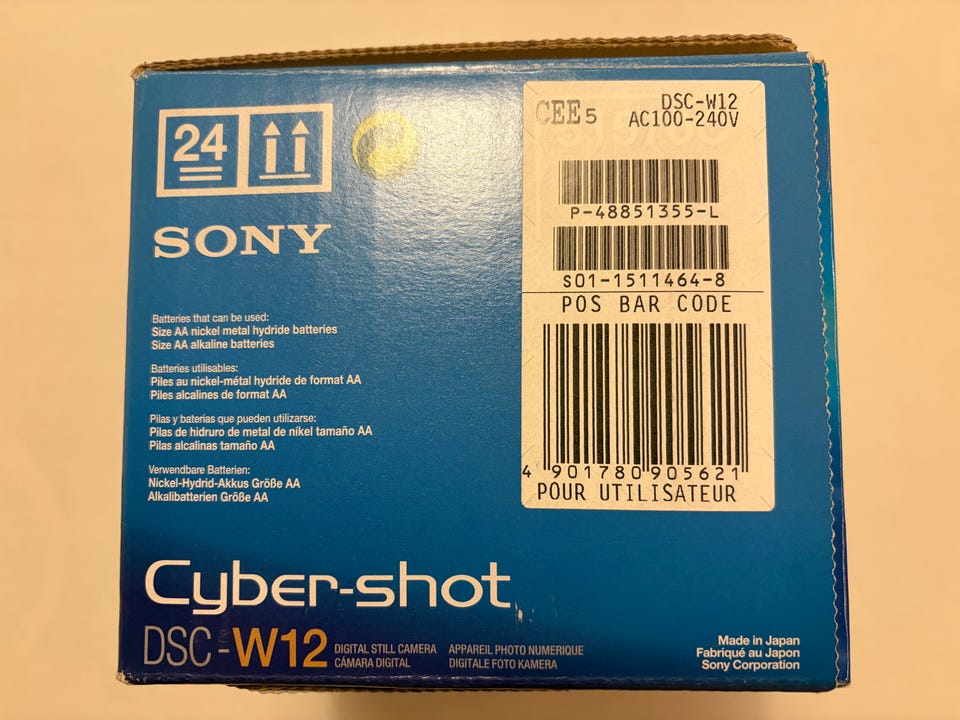 24
SONY
Batteries that can be used:
Size AA nickel metal hydride batteries
Size AA alkaline batteries
Batteries utilisables:
Piles au nickel-métal hydride de format AA
Piles alcalines de format AA
Pilas y baterías que pueden utilizarse:
Pilas de hidruro de metal de níkel tamaño AA
Pilas alcalinas tamaño AA
Verwendbare Batterien:
Nickel-Hydrid-Akkus Größe AA
Alkalibatterien Größe AA
CEE5
DSC-W12
AC100-240V
P-48851355-L
S01-1511464-8
POS BAR CODE
4 901780 905621
POUR UTILISATEUR
Cyber-shot
DSC-W12
DIGITAL STILL CAMERA
CÁMARA DIGITAL
APPAREIL PHOTO NUMERIQUE
DIGITALE FOTO KAMERA
Made in Japan
Fabriqué au Japon
Sony Corporation